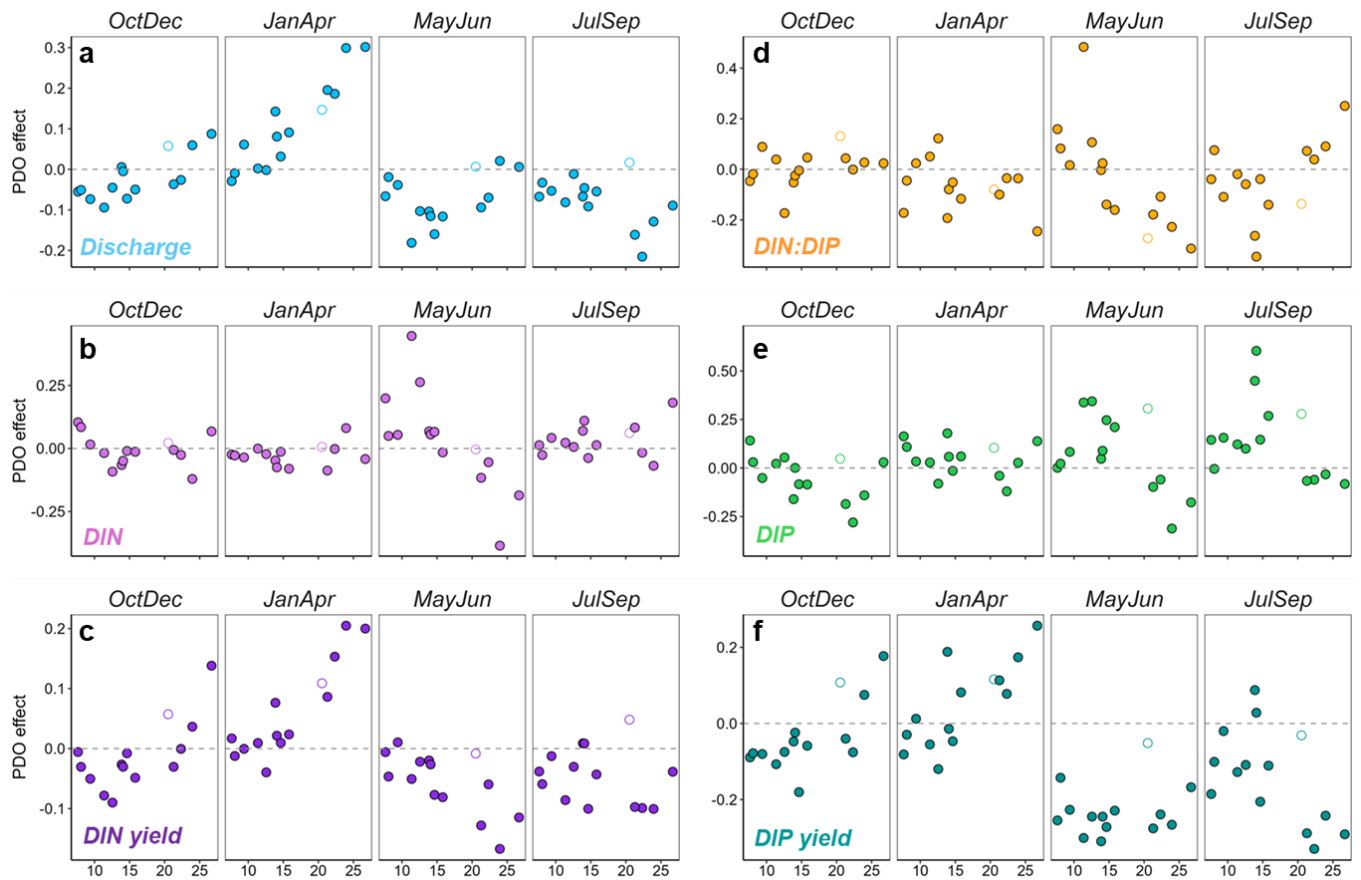 OctDec JanApr MayJun JulSep
a
PDO effect
0.3
0.2
0.1
0.0
-0.1
-0.2
Discharge
OctDec JanApr MayJun JulSep
d
0.4
0.2
0.0
-0.2
DIN:DIP
OctDec JanApr MayJun JulSep
b
0.25
0.00
-0.25
DIN
OctDec JanApr MayJun JulSep
e
0.50
0.25
0.00
-0.25
DIP
OctDec JanApr MayJun JulSep
c
PDO effect
0.2
0.1
0.0
-0.1
DIN yield
10 15 20 25 10 15 20 25 10 15 20 25 10 15 20 25
OctDec JanApr MayJun JulSep
f
0.2
0.0
-0.2
DIP yield
10 15 20 25 10 15 20 25 10 15 20 25 10 15 20 25